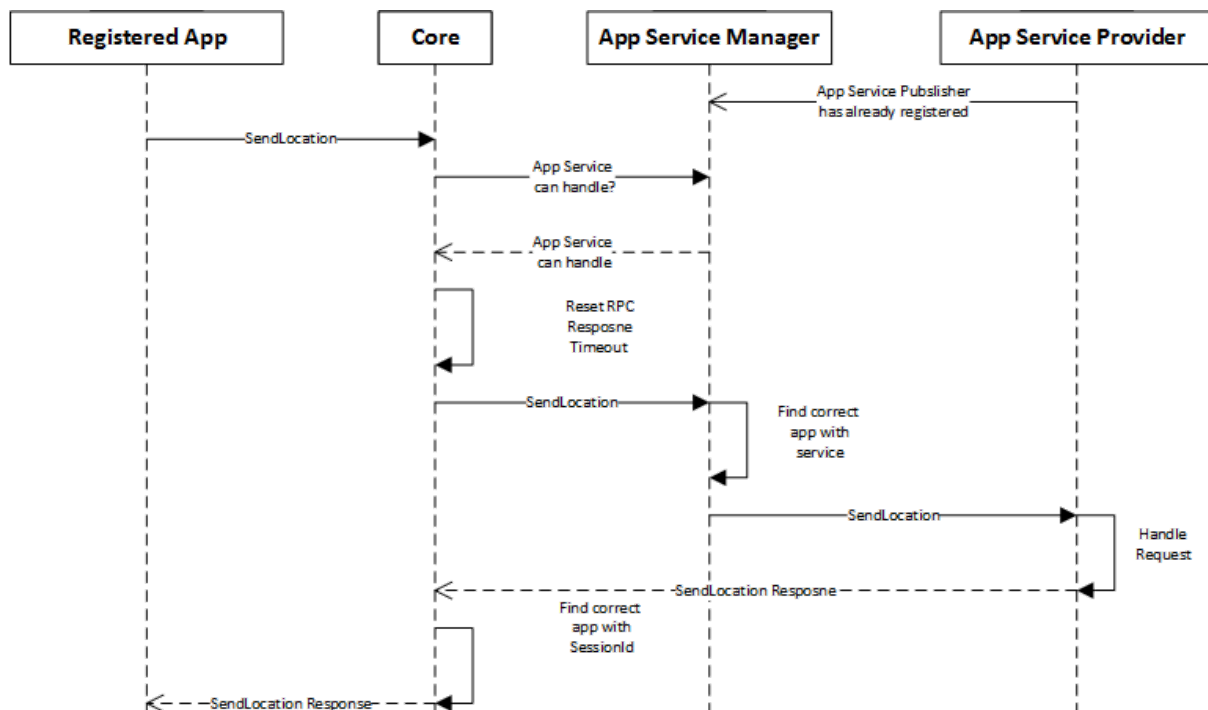 Registered App
Core
App Service Manager
App Service Provider
App Service Pubslisher
has already registered
SendLocation
App Service
can handle?
App Service
can handle
Reset RPC
Resposne
Timeout
SendLocation
Find correct
app with
service
SendLocation
Handle
Request
SendLocation Resposne
Find correct
app with
SessionId
SendLocation Response